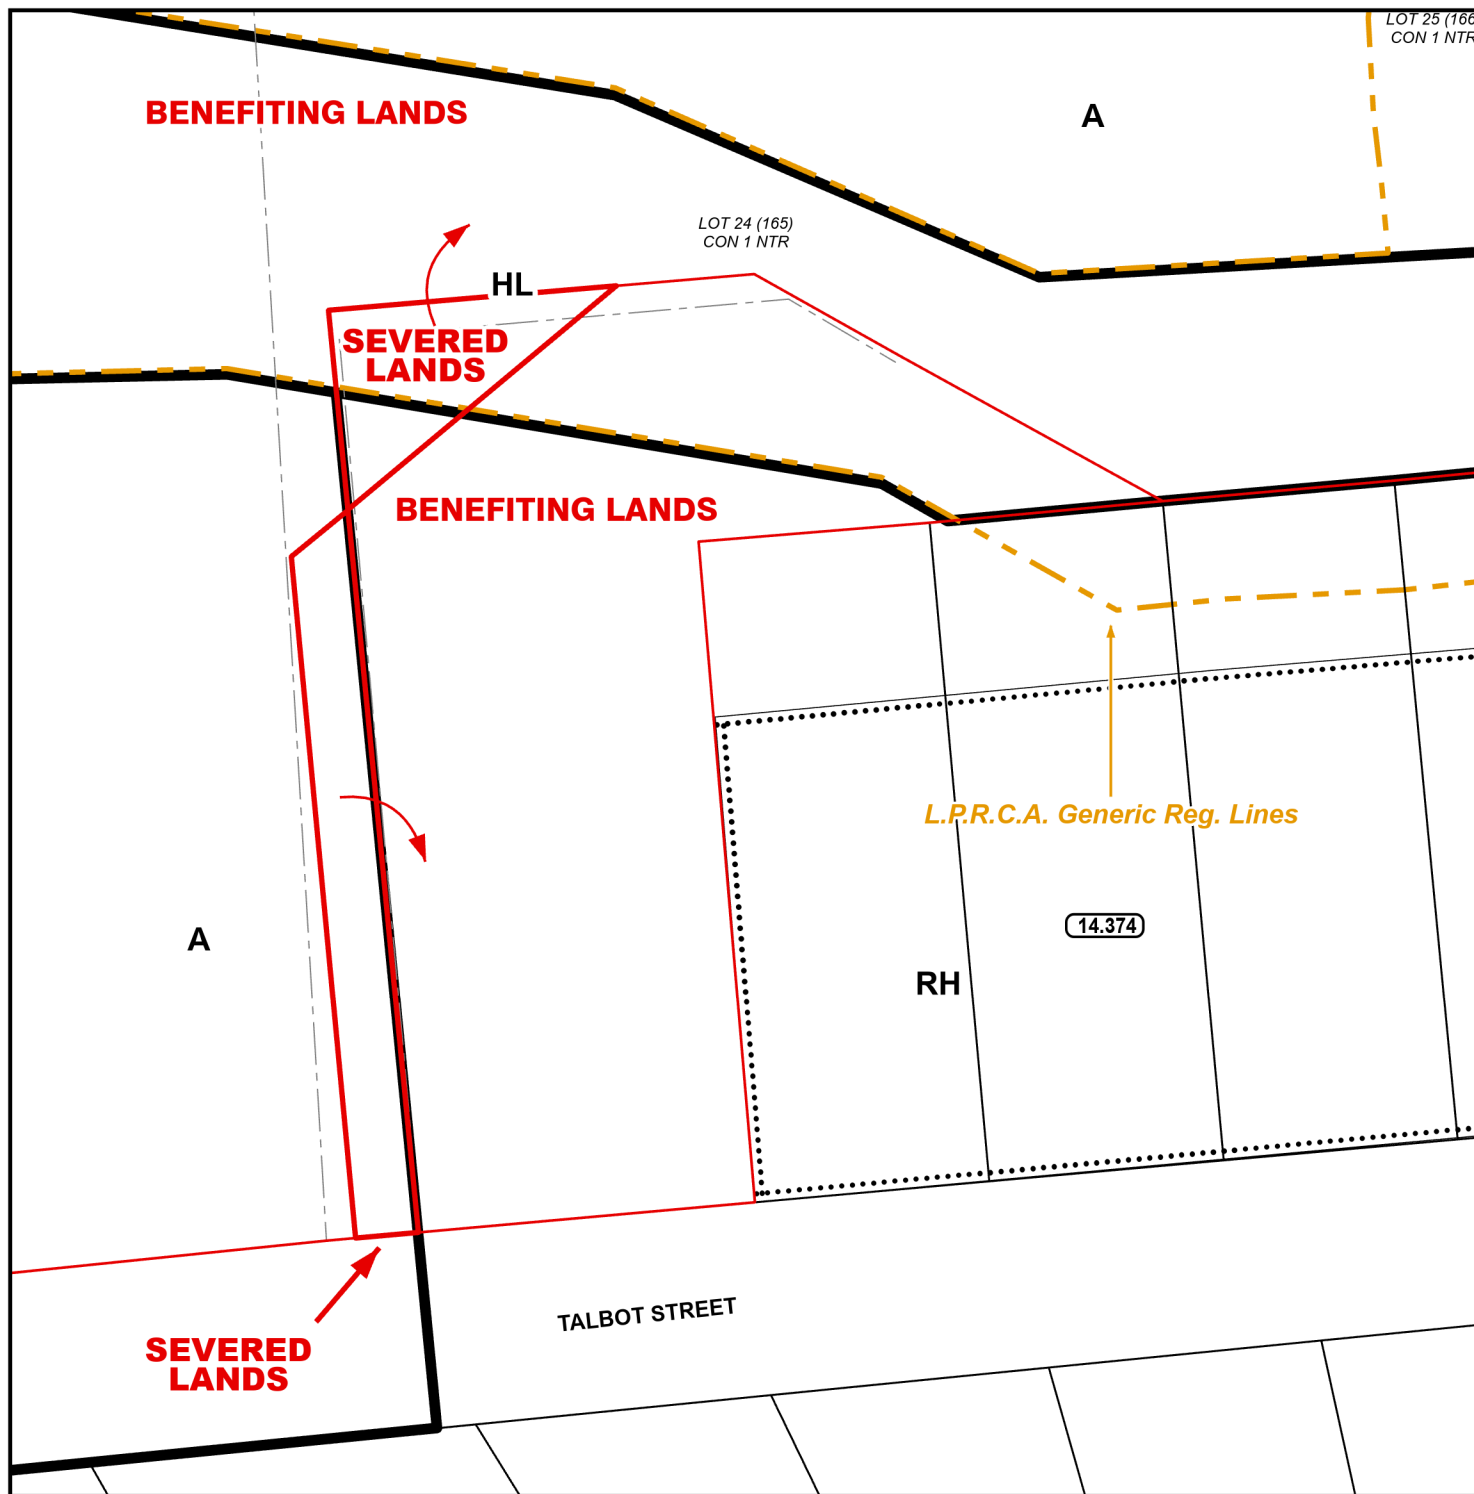 LOT 25 (166
CON 1 NTR
BENEFITING LANDS
A
LOT 24 (165)
CON 1 NTR
HL
SEVERED
LANDS
BENEFITING LANDS
L.P.R.C.A. Generic Reg. Lines
14.374
A
RH
TALBOT STREET
SEVERED
LANDS